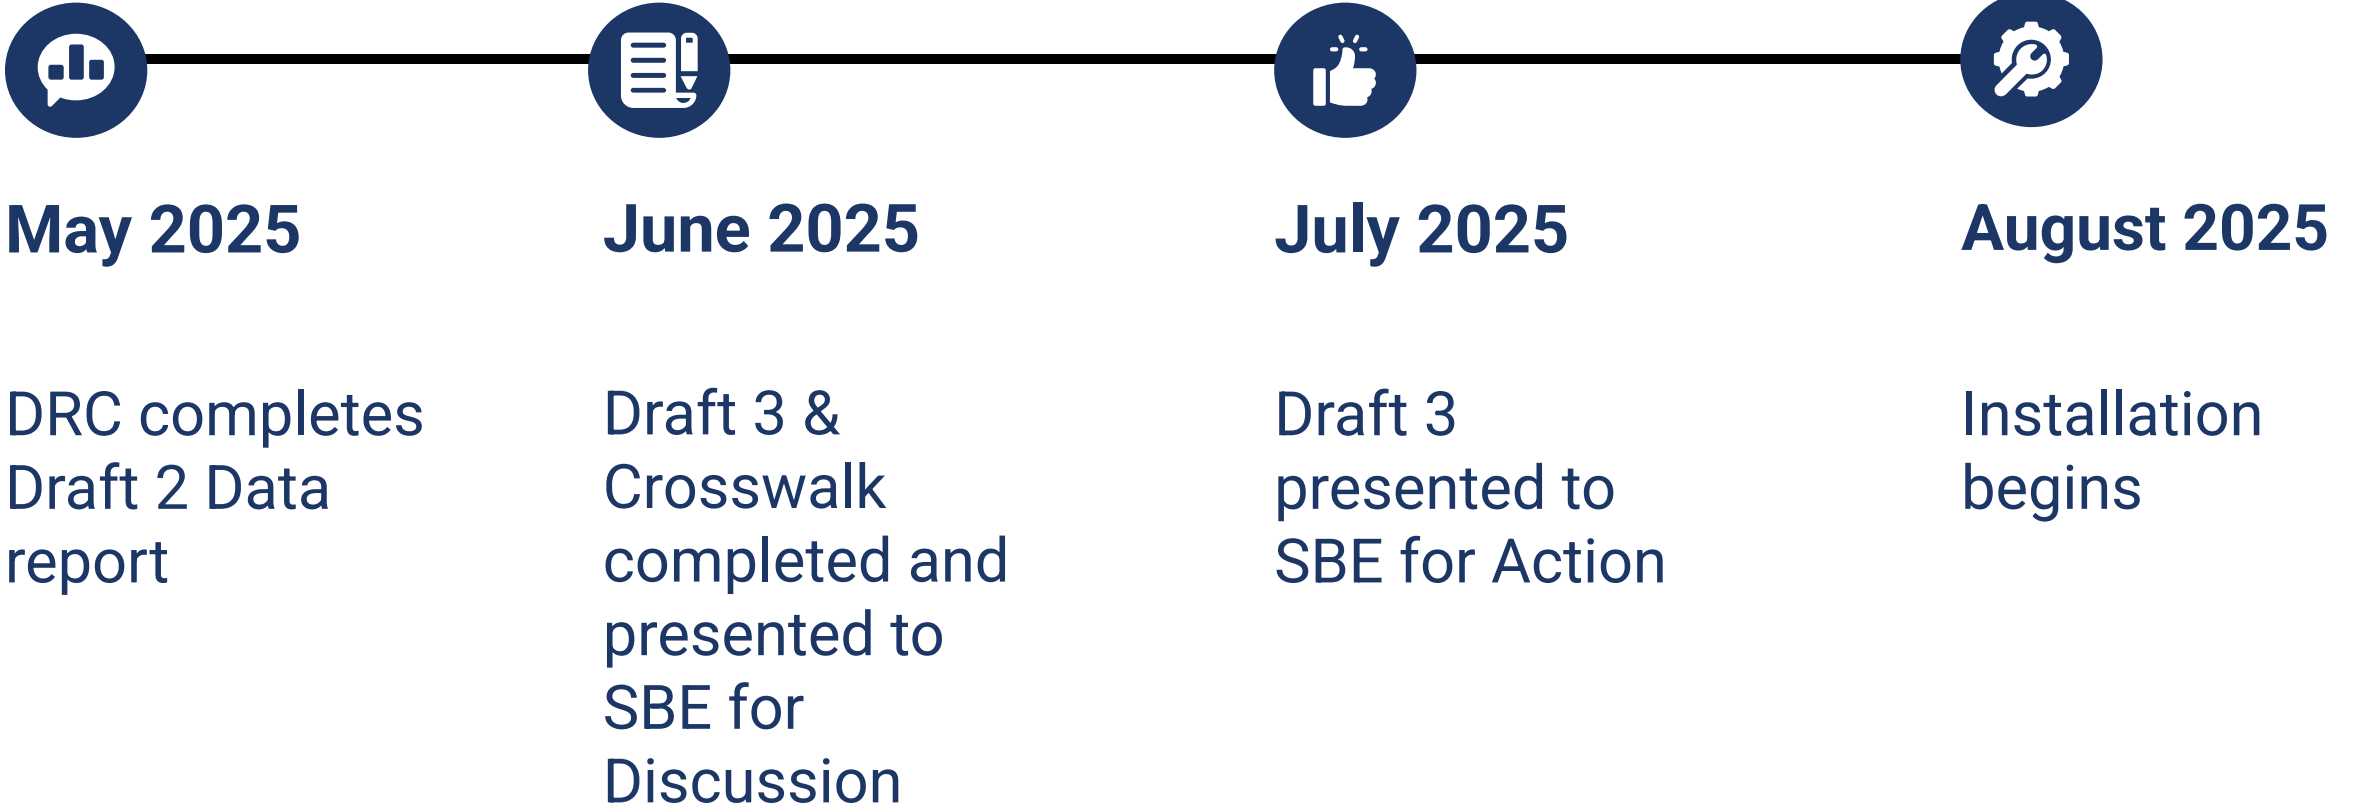 May 2025
DRC completes
Draft 2 Data
report
June 2025
Draft 3 &
Crosswalk
completed and
presented to
SBE for
Discussion
July 2025
Draft 3
presented to
SBE for Action
August 2025
Installation
begins